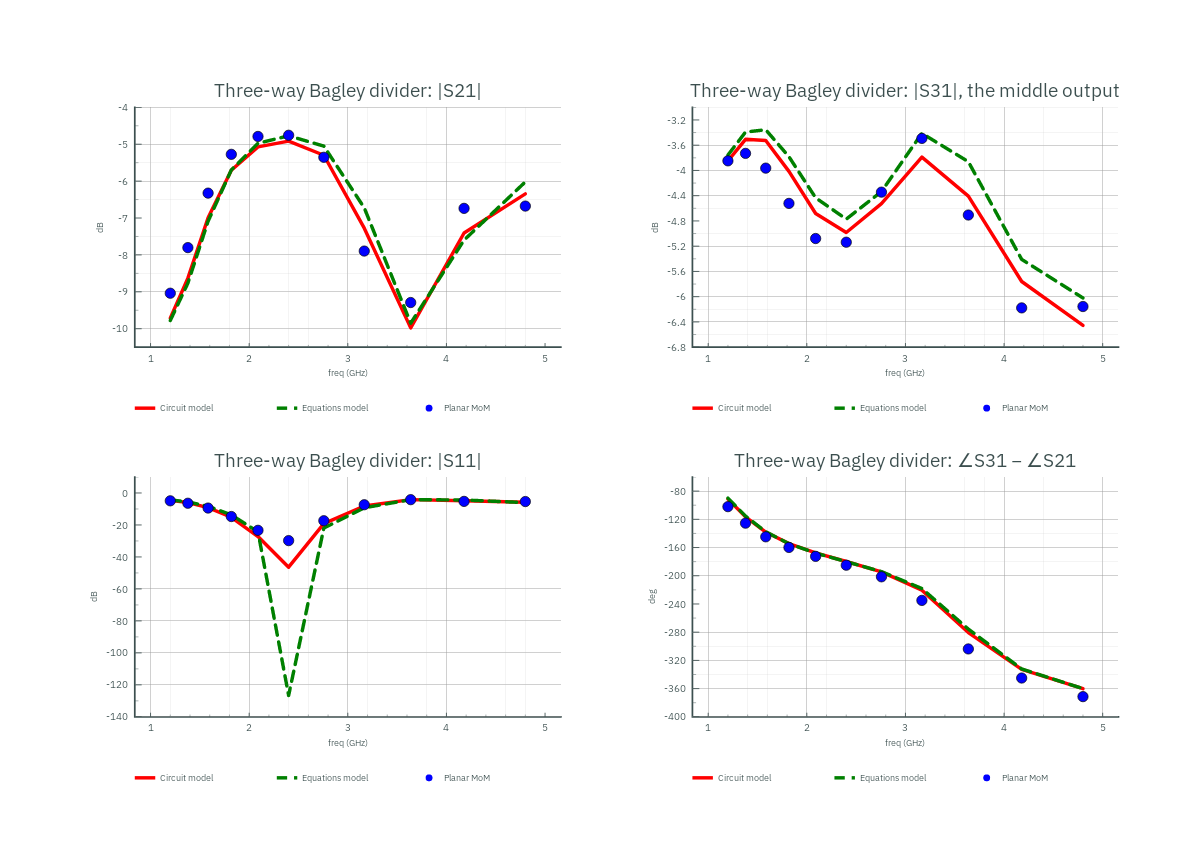 Three-way Bagley divider: |S21|
-4
-5
-6
-7
-8
-9
-10
dB
1 2 3 4 5
freq (GHz)
Circuit model Equations model Planar MoM
Three-way Bagley divider: |S31|, the middle output
-3.2
-3.6
-4
-4.4
-4.8
-5.2
-5.6
-6
-6.4
-6.8
dB
1 2 3 4 5
freq (GHz)
Circuit model Equations model Planar MoM
Three-way Bagley divider: |S11|
0
-20
-40
-60
-80
-100
-120
-140
dB
1 2 3 4 5
freq (GHz)
Circuit model Equations model Planar MoM
Three-way Bagley divider: ∠S31 – ∠S21
-80
-120
-160
-200
-240
-280
-320
-360
-400
deg
1 2 3 4 5
freq (GHz)
Circuit model Equations model Planar MoM